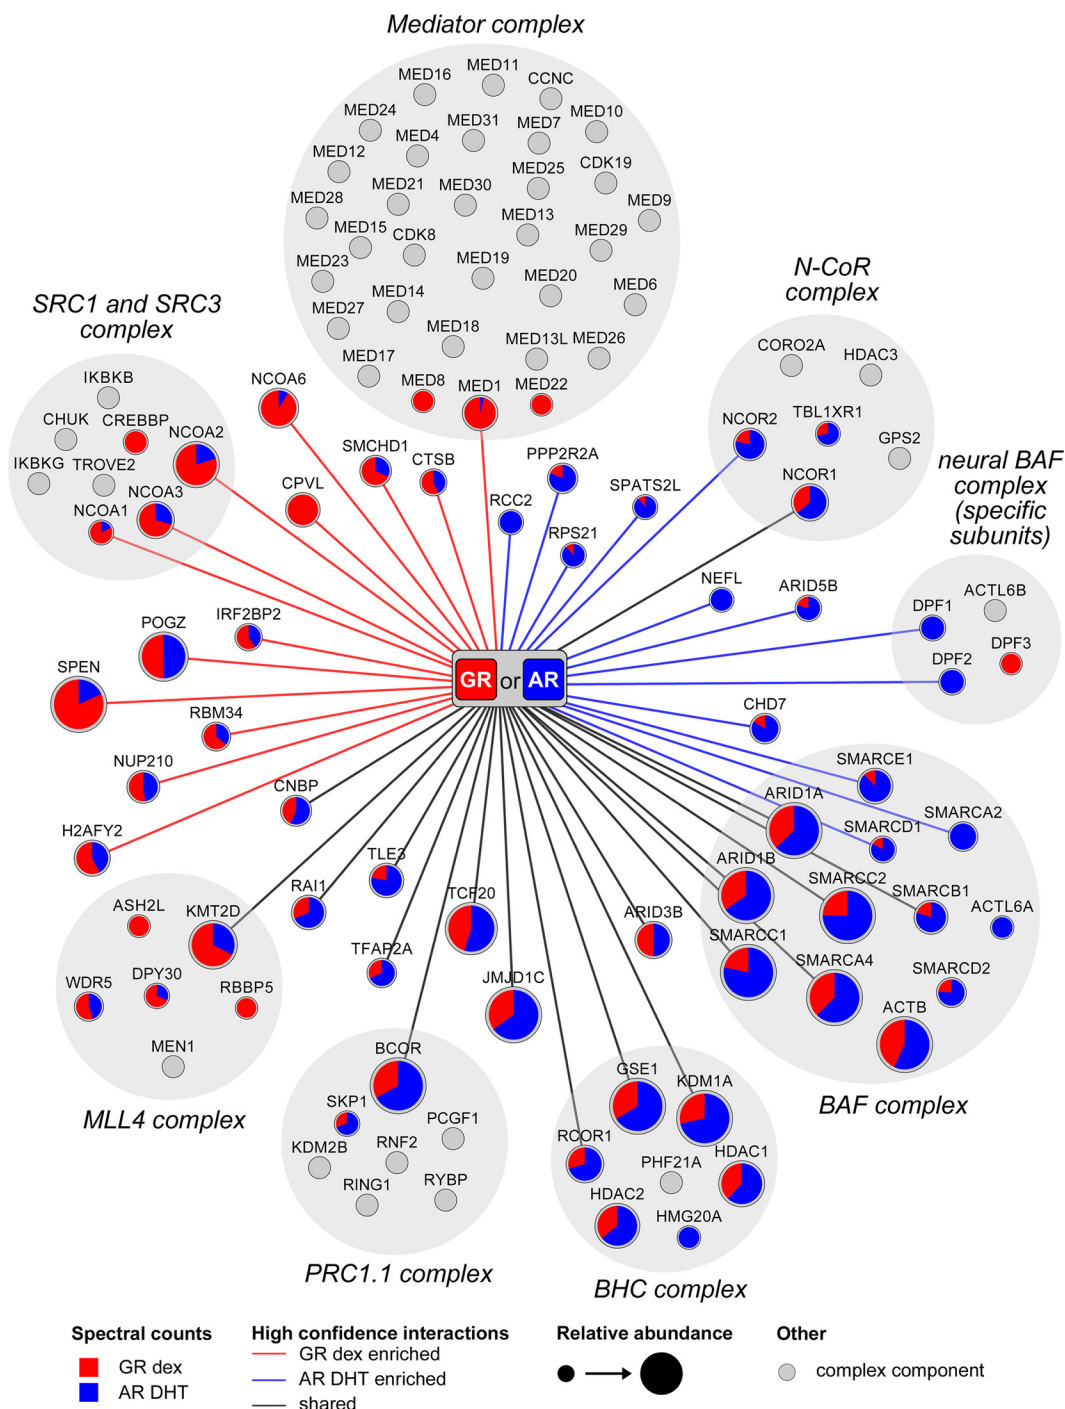 Mediator complex
MED11
MED16
CCNC
MED24
MED10
MED31
MED7
MED4
MED12
CDK19
MED25
MED21
MED30
MED28
MED9
MED13
MED15
CDK8
MED29
MED23
MED19
MED20
MED6
MED14
MED27
MED18
MED17
MED13L
MED26
MED8
MED1
MED22
N-CoR
complex
CORO2A
HDAC3
NCOR2
TBL1XR1
GPS2
NCOR1
SRC1 and SRC3
complex
IKBKB
CHUK
CREBBP
NCOA2
IKBKG
TROVE2
NCOA3
NCOA1
NCOA6
SMCHD1
CTSB
CPVL
PPP2R2A
RCC2
SPATS2L
RPS21
neural BAF
complex
(specific
subunits)
ACTL6B
DPF1
DPF3
DPF2
NEFL
ARID5B
POGZ
IRF2BP2
SPEN
GR or AR
RBM34
CHD7
NUP210
CNBP
H2AFY2
TLE3
RAI1
TCF20
TFAP2A
JMJD1C
ARID3B
SMARCE1
ARID1A
SMARCA2
SMARCD1
ARID1B
SMARCC2
SMARCB1
ACTL6A
SMARCC1
SMARCA4
SMARCD2
ACTB
BAF complex
ASH2L
KMT2D
WDR5
DPY30
RBBP5
MEN1
MLL4 complex
BCOR
SKP1
PCGF1
KDM2B
RNF2
RING1
RYBP
PRC1.1 complex
GSE1
KDM1A
RCOR1
PHF21A
HDAC1
HDAC2
HMG20A
BHC complex
Spectral counts
GR dex
AR DHT
High confidence interactions
GR dex enriched
AR DHT enriched
shared
Relative abundance
Other
complex component